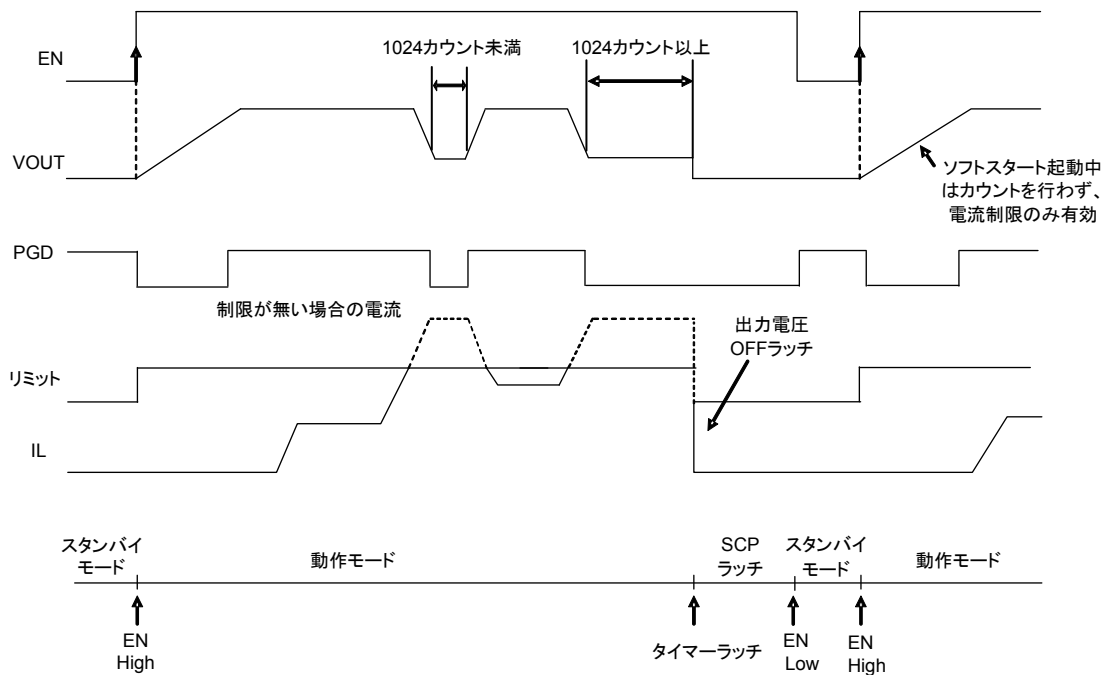 EN
1024カウント未満
1024カウント以上
VOUT
ソフトスタート起動中
はカウントを行わず、
電流制限のみ有効
PGD
制限が無い場合の電流
出力電圧
OFFラッチ
リミット
IL
スタンバイ
モード
動作モード
SCP
ラッチ
スタンバイ
モード
動作モード
EN
High
タイマーラッチ
EN
Low
EN
High